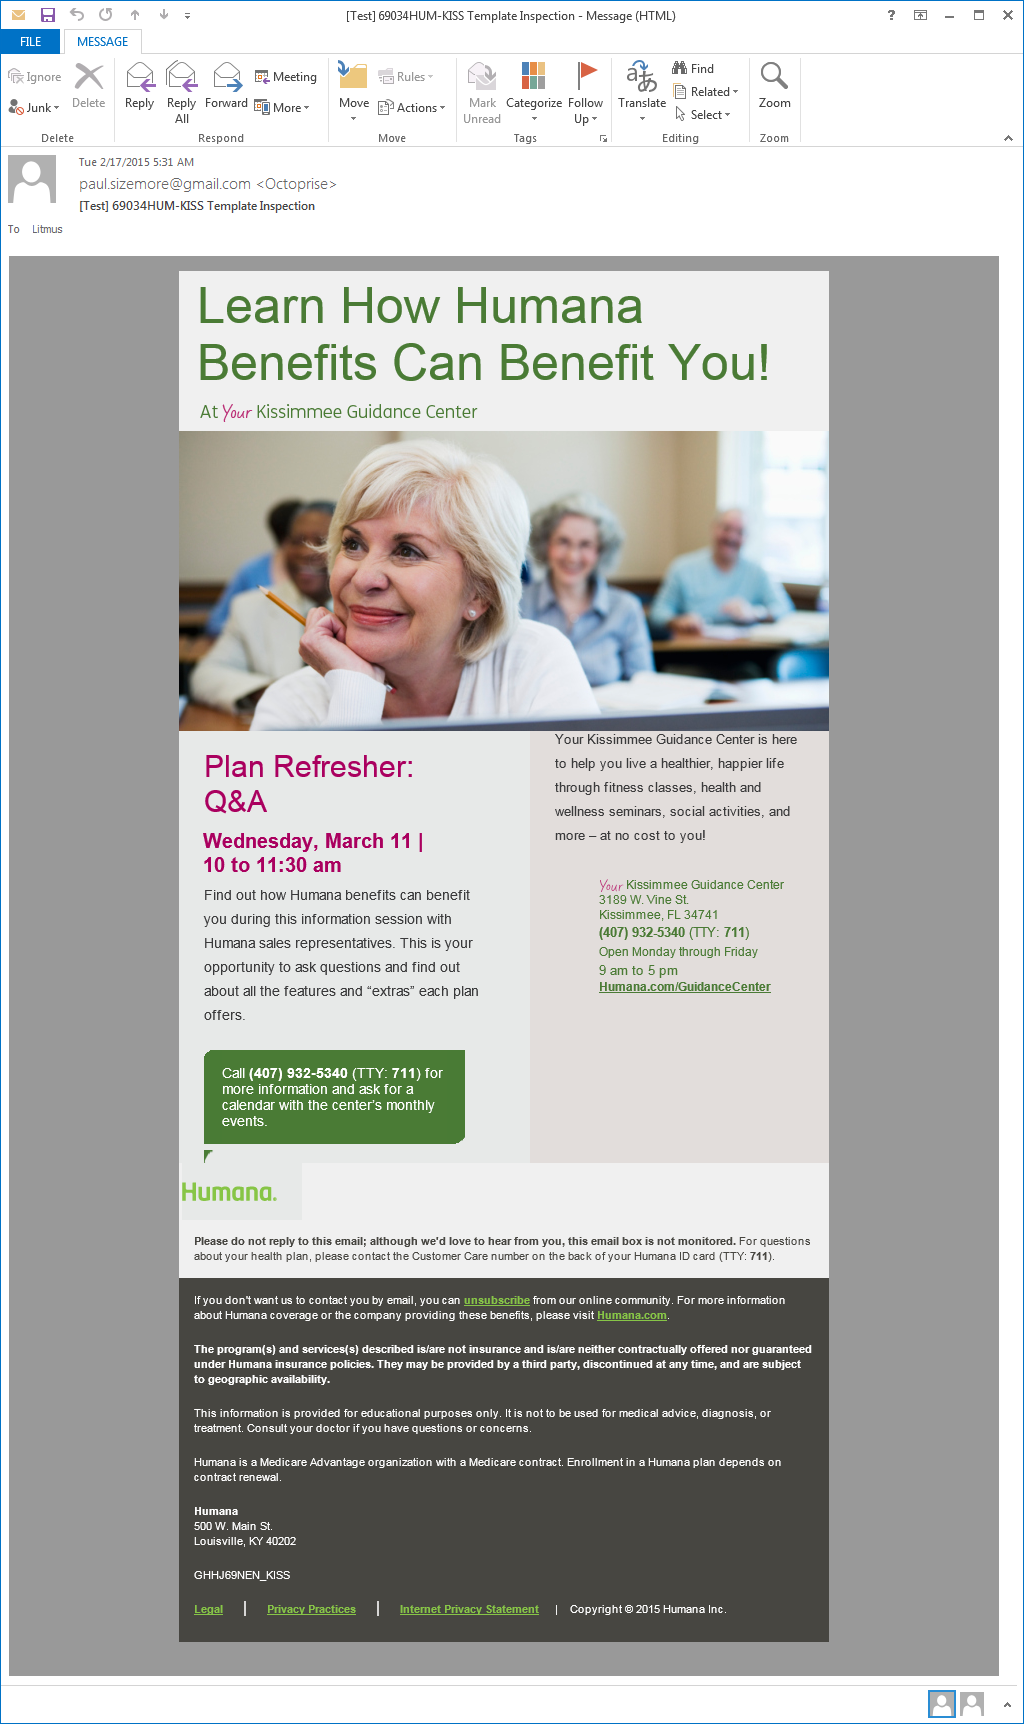 [Test] 69034HUM-KISS Template Inspection - Message (HTML)
?
FILE
MESSAGE
Ignore
Junk
Delete
Delete
Reply
Reply All
Forward
Meeting
More
Respond
Move
Rules
Actions
Move
Mark Unread
Categorize
Follow Up
Tags
Translate
Find
Related
Select
Editing
Zoom
Zoom
Tue 2/17/2015 5:31 AM
paul.sizemore@gmail.com <Octoprise>
[Test] 69034HUM-KISS Template Inspection
To Litmus
Learn How Humana
Benefits Can Benefit You!
At Your Kissimmee Guidance Center
Plan Refresher:
Q&A
Wednesday, March 11 |
10 to 11:30 am
Find out how Humana benefits can benefit
you during this information session with
Humana sales representatives. This is your
opportunity to ask questions and find out
about all the features and “extras” each plan
offers.
Call (407) 932-5340 (TTY: 711) for
more information and ask for a
calendar with the center's monthly
events.
Your Kissimmee Guidance Center is here
to help you live a healthier, happier life
through fitness classes, health and
wellness seminars, social activities, and
more – at no cost to you!
Your Kissimmee Guidance Center
3189 W. Vine St.
Kissimmee, FL 34741
(407) 932-5340 (TTY: 711)
Open Monday through Friday
9 am to 5 pm
Humana.com/GuidanceCenter
Humana.
Please do not reply to this email; although we'd love to hear from you, this email box is not monitored. For questions
about your health plan, please contact the Customer Care number on the back of your Humana ID card (TTY: 711).
If you don't want us to contact you by email, you can unsubscribe from our online community. For more information
about Humana coverage or the company providing these benefits, please visit Humana.com.
The program(s) and services(s) described is/are not insurance and is/are neither contractually offered nor guaranteed
under Humana insurance policies. They may be provided by a third party, discontinued at any time, and are subject
to geographic availability.
This information is provided for educational purposes only. It is not to be used for medical advice, diagnosis, or
treatment. Consult your doctor if you have questions or concerns.
Humana is a Medicare Advantage organization with a Medicare contract. Enrollment in a Humana plan depends on
contract renewal.
Humana
500 W. Main St.
Louisville, KY 40202
GHHJ69NEN_KISS
Legal | Privacy Practices | Internet Privacy Statement | Copyright © 2015 Humana Inc.